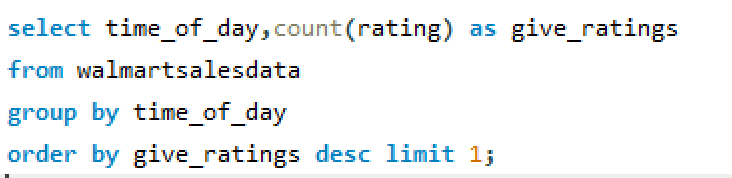 select time_of_day,count(rating) as give_ratings
from walmartsalesdata
group by time_of_day
order by give_ratings desc limit 1;